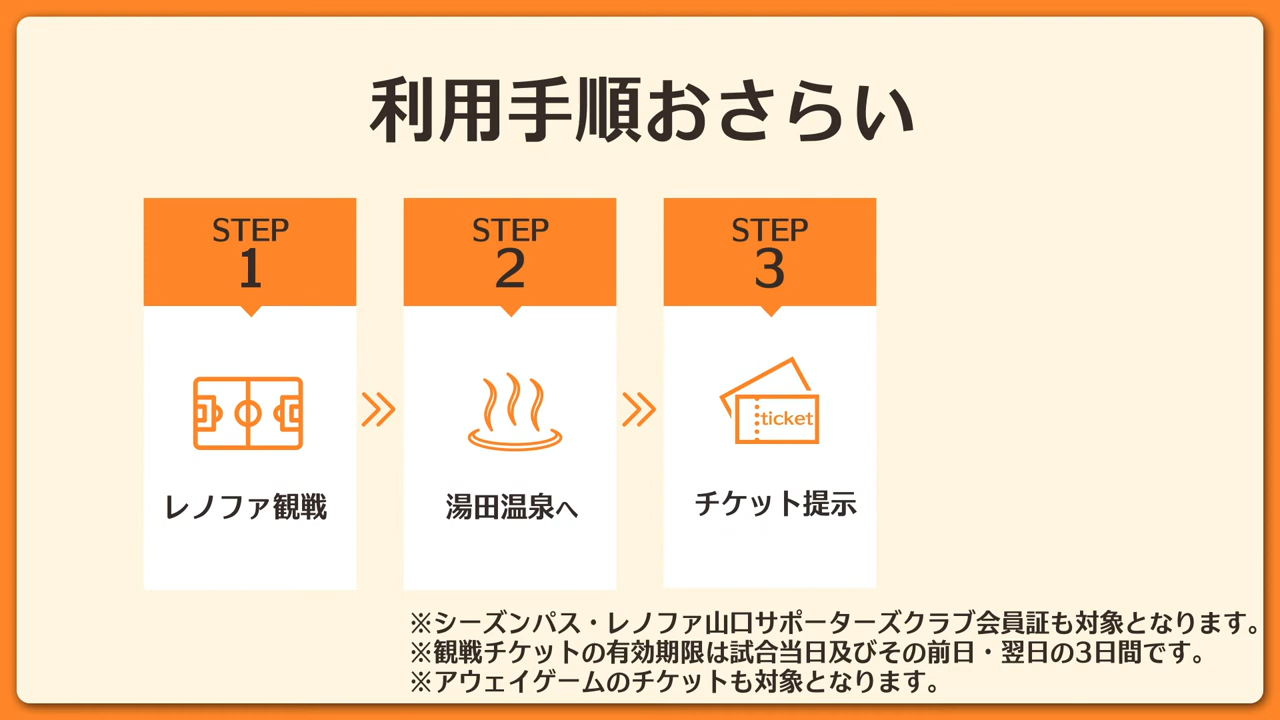 利用手順おさらい
STEP
1
STEP
2
STEP
3
ticket
レノファ観戦
湯田温泉へ
チケット提示
※シーズンパス・レノファ山口サポーターズクラブ会員証も対象となります。
※観戦チケットの有効期限は試合当日及びその前日・翌日の3日間です。
※アウェイゲームのチケットも対象となります。